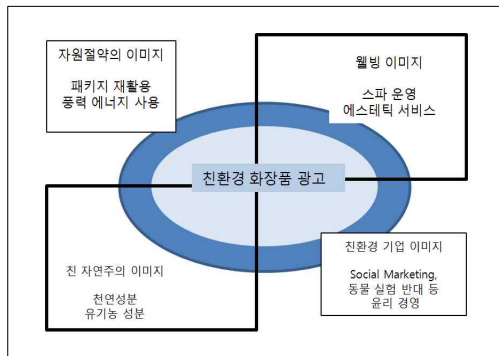 자원절약의 이미지
패키지 재활용
풍력 에너지 사용
웰빙 이미지
스파 운영
에스테틱 서비스
친환경 화장품 광고
친 자연주의 이미지
천연성분
유기농 성분
친환경 기업 이미지
Social Marketing,
동물 실험 반대 등
윤리 경영